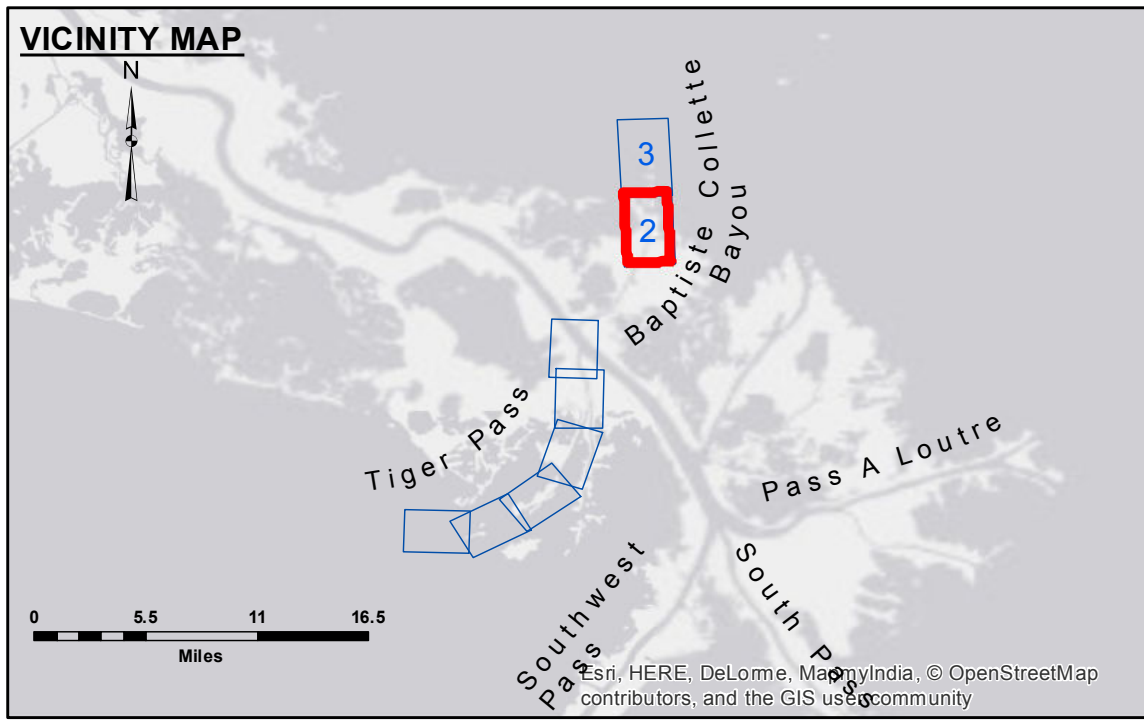 VICINITY MAP
N
3
2
Baptiste Collette
Bayou
Tiger Pass
Pass A Loutre
Southwest
Pass
South Pass
0 5.5 11 16.5
Miles
Esri, HERE, DeLorme, MapmyIndia, © OpenStreetMap
contributors, and the GIS user community